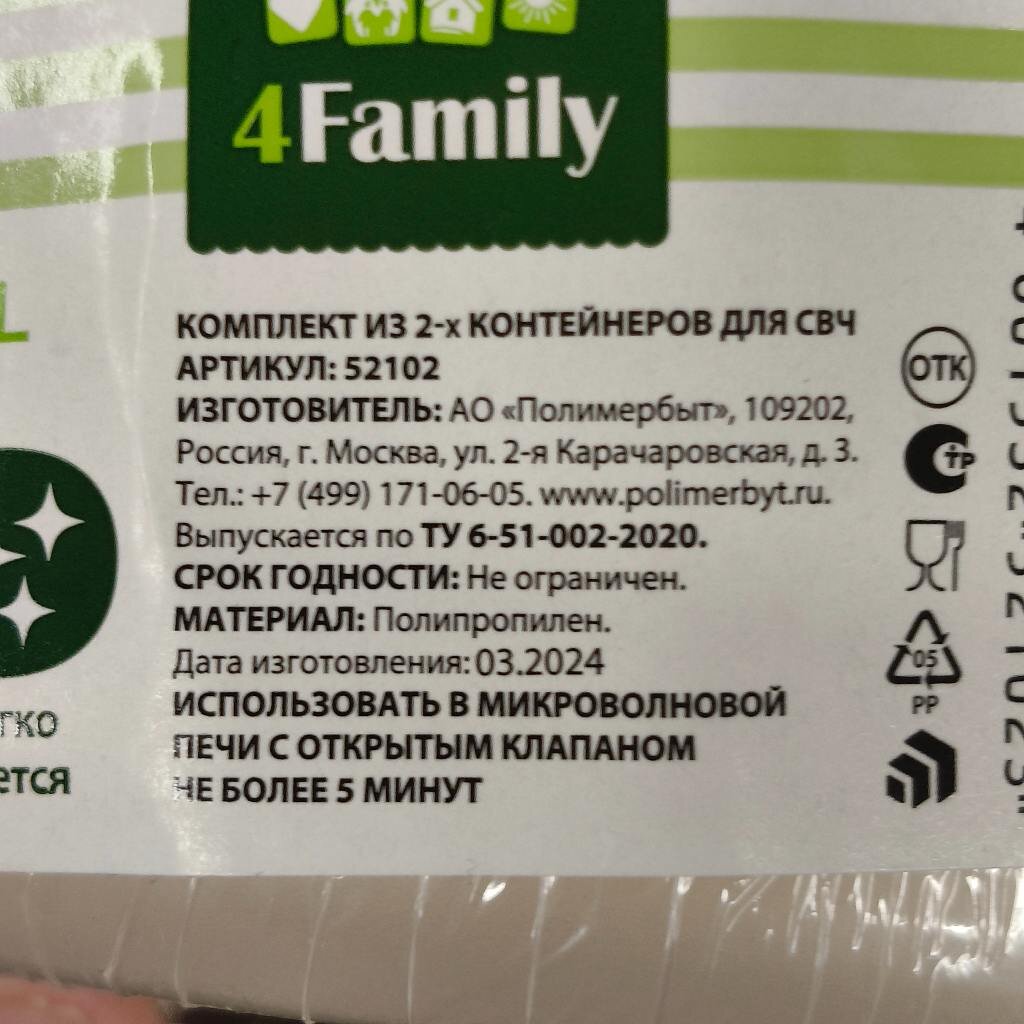 4Family
L
КОМПЛЕКТ ИЗ 2-х КОНТЕЙНЕРОВ ДЛЯ СВЧ
АРТИКУЛ: 52102
ИЗГОТОВИТЕЛЬ: АО «Полимербыт», 109202,
Россия, г. Москва, ул. 2-я Карачаровская, д. 3.
Тел.: +7 (499) 171-06-05. www.polimerbyt.ru.
Выпускается по ТУ 6-51-002-2020.
СРОК ГОДНОСТИ: Не ограничен.
МАТЕРИАЛ: Полипропилен.
Дата изготовления: 03.2024
ИСПОЛЬЗОВАТЬ В МИКРОВОЛНОВОЙ
ПЕЧИ С ОТКРЫТЫМ КЛАПАНОМ
НЕ БОЛЕЕ 5 МИНУТ
ОТК
СТР
05
PP
гко
ется